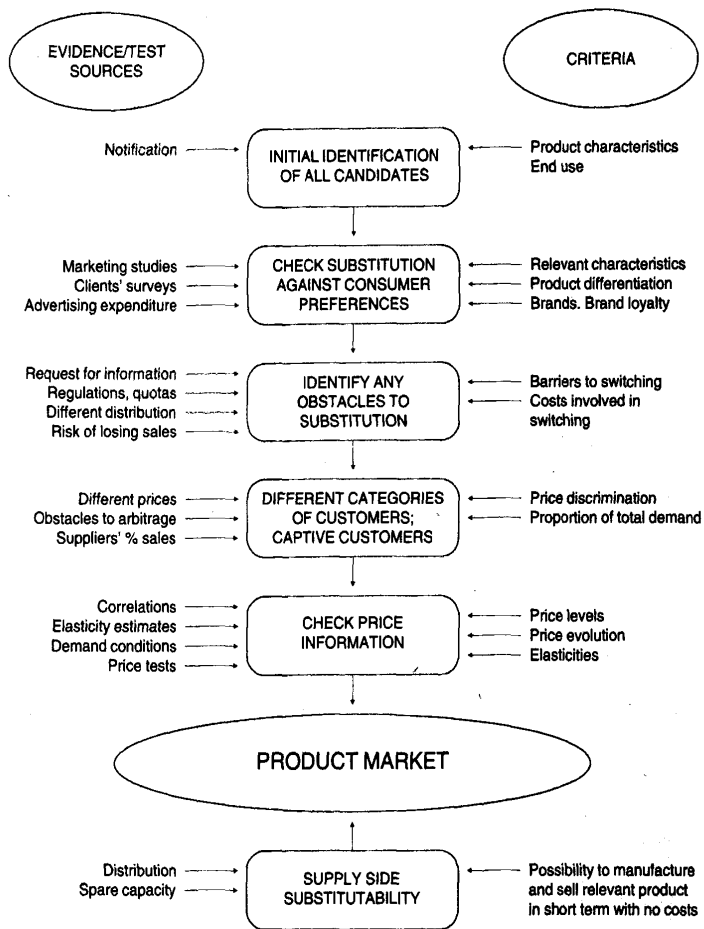 EVIDENCE/TEST
SOURCES
CRITERIA
Notification
INITIAL IDENTIFICATION
OF ALL CANDIDATES
Product characteristics
End use
Marketing studies
Clients' surveys
Advertising expenditure
CHECK SUBSTITUTION
AGAINST CONSUMER
PREFERENCES
Relevant characteristics
Product differentiation
Brands. Brand loyalty
Request for information
Regulations, quotas
Different distribution
Risk of losing sales
IDENTIFY ANY
OBSTACLES TO
SUBSTITUTION
Barriers to switching
Costs involved in
switching
Different prices
Obstacles to arbitrage
Suppliers' % sales
DIFFERENT CATEGORIES
OF CUSTOMERS;
CAPTIVE CUSTOMERS
Price discrimination
Proportion of total demand
Correlations
Elasticity estimates
Demand conditions
Price tests
CHECK PRICE
INFORMATION
Price levels
Price evolution
Elasticities
PRODUCT MARKET
Distribution
Spare capacity
SUPPLY SIDE
SUBSTITUTABILITY
Possibility to manufacture
and sell relevant product
in short term with no costs